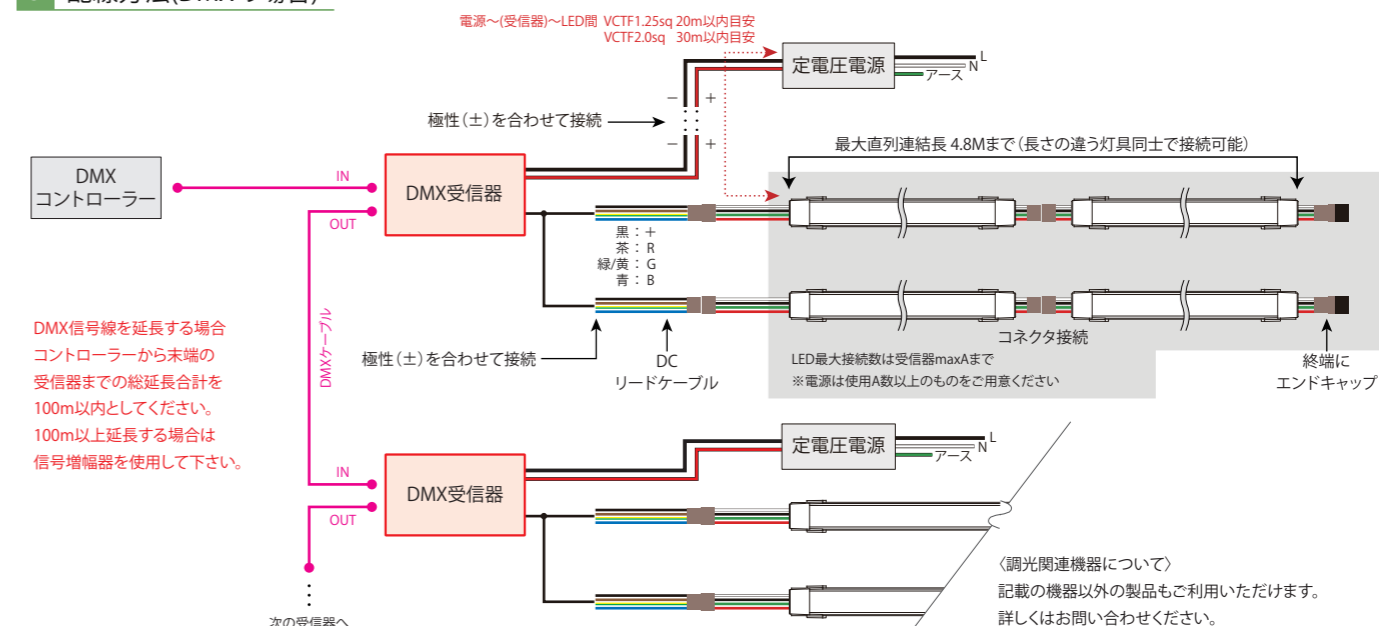 配線方法(DMXの場合)
電源～(受信器)～LED間 VCTF1.25sq 20m以内目安
VCTF2.0sq 30m以内目安
定電圧電源
L
N
アース
－ ＋
極性(±)を合わせて接続
－ ＋
最大直列連結長 4.8Mまで(長さの違う灯具同士で接続可能)
DMX
コントローラー
IN
OUT
DMX受信器
黒：＋
茶：R
緑/黄：G
青：B
DMXケーブル
DMX信号線を延長する場合
コントローラーから末端の
受信器までの総延長合計を
100m以内としてください。
100m以上延長する場合は
信号増幅器を使用して下さい。
極性(±)を合わせて接続
DC
リードケーブル
コネクタ接続
LED最大接続数は受信器maxAまで
※電源は使用A数以上のものをご用意ください
終端に
エンドキャップ
定電圧電源
L
N
アース
IN
OUT
DMX受信器
次の受信器へ
〈調光関連機器について〉
記載の機器以外の製品もご利用いただけます。
詳しくはお問い合わせください。